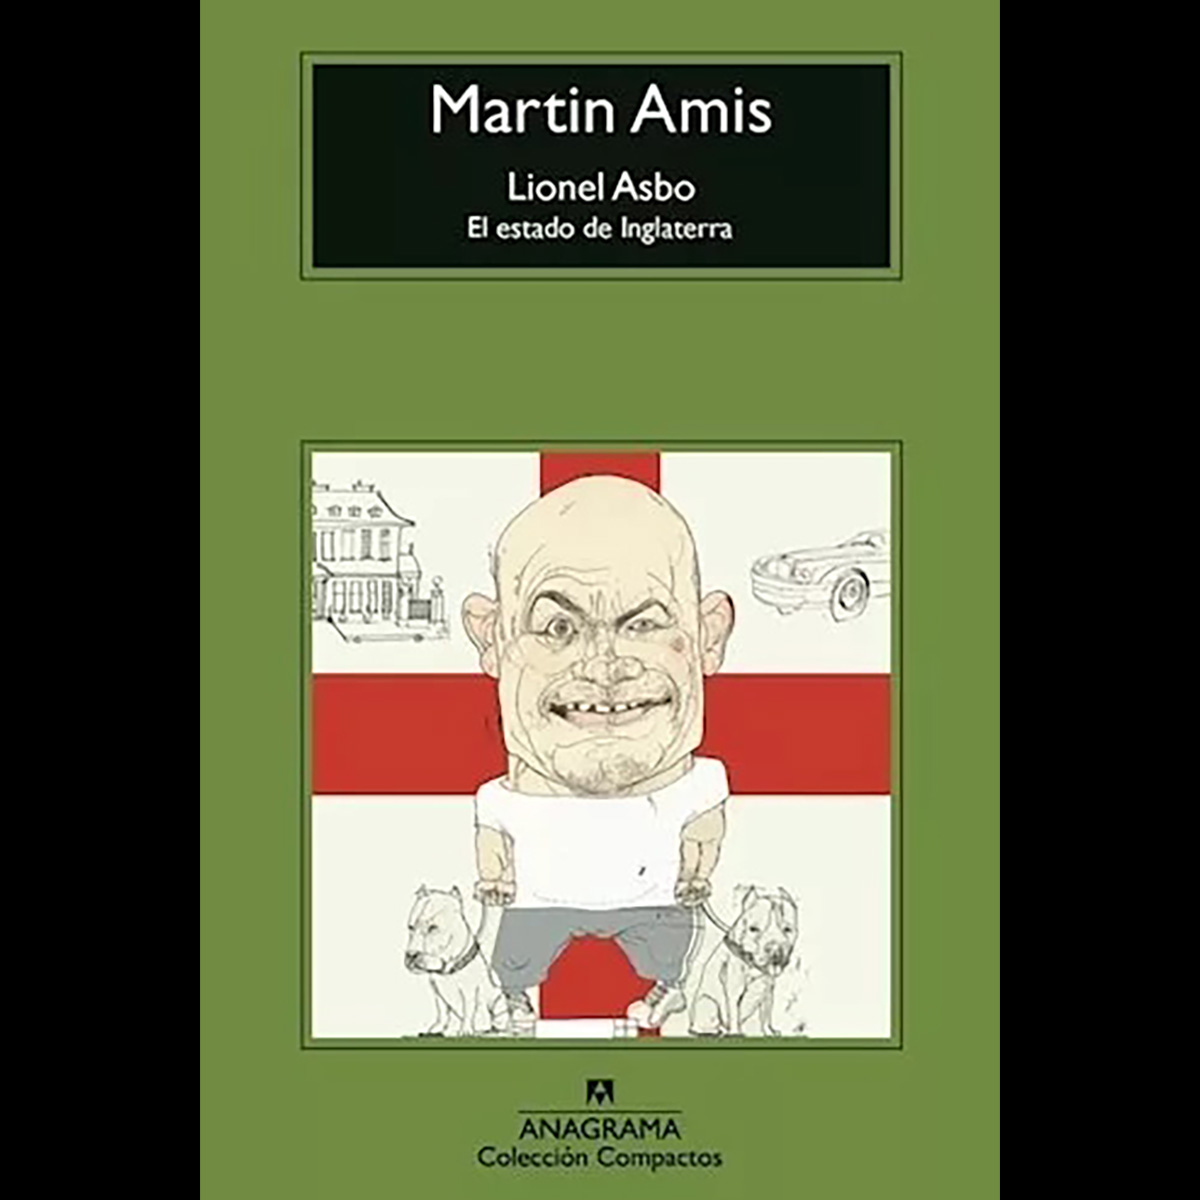 Martin Amis
Lionel Asbo
El estado de Inglaterra
ANAGRAMA
Colección Compactos